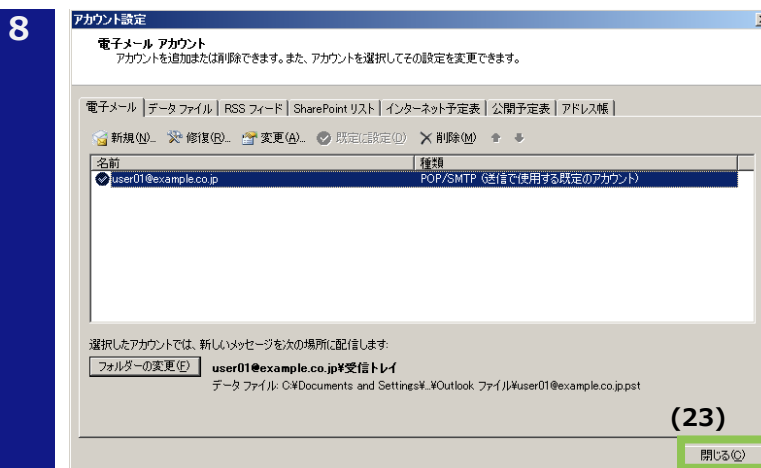 8
アカウント設定
電子メール アカウント
アカウントを追加または削除できます。また、アカウントを選択してその設定を変更できます。
電子メール データ ファイル RSS フィード SharePoint リスト インターネット予定表 公開予定表 アドレス帳
新規(N)... 修復(R)... 変更(A)... 既定に設定(D) 削除(M)
名前 種類
user01@example.co.jp POP/SMTP (送信で使用する既定のアカウント)
選択したアカウントでは、新しいメッセージを次の場所に配信します:
フォルダーの変更(F) user01@example.co.jp¥受信トレイ
データ ファイル: C:¥Documents and Settings¥...¥Outlook ファイル¥user01@example.co.jp.pst
(23)
閉じる(C)